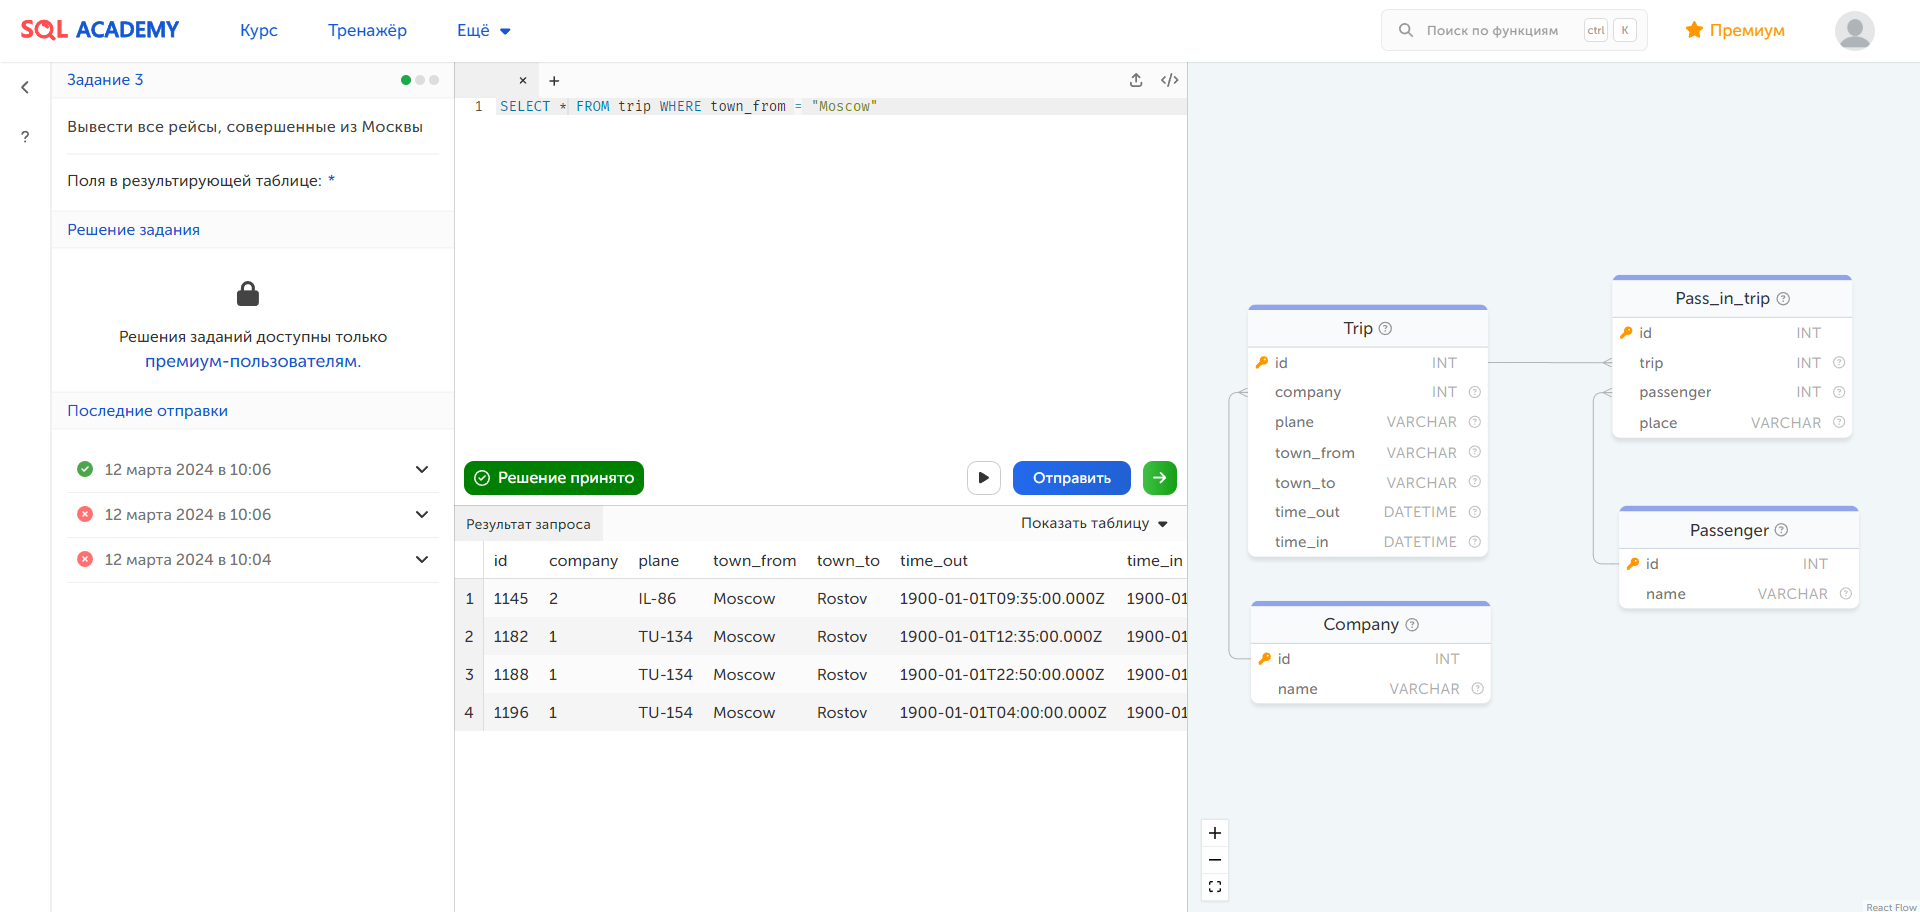 SQL ACADEMY
Курс
Тренажёр
Ещё
Поиск по функциям
ctrl
K
Премиум
Задание 3
Вывести все рейсы, совершенные из Москвы
Поля в результирующей таблице: *
Решение задания
Решения заданий доступны только
премиум-пользователям.
Последние отправки
12 марта 2024 в 10:06
12 марта 2024 в 10:06
12 марта 2024 в 10:04
1 SELECT * FROM trip WHERE town_from = "Moscow"
Решение принято
Отправить
Результат запроса
Показать таблицу
id company plane town_from town_to time_out time_in
1 1145 2 IL-86 Moscow Rostov 1900-01-01T09:35:00.000Z 1900-01
2 1182 1 TU-134 Moscow Rostov 1900-01-01T12:35:00.000Z 1900-01
3 1188 1 TU-134 Moscow Rostov 1900-01-01T22:50:00.000Z 1900-01
4 1196 1 TU-154 Moscow Rostov 1900-01-01T04:00:00.000Z 1900-01
Trip
id INT
company INT
plane VARCHAR
town_from VARCHAR
town_to VARCHAR
time_out DATETIME
time_in DATETIME
Company
id INT
name VARCHAR
Pass_in_trip
id INT
trip INT
passenger INT
place VARCHAR
Passenger
id INT
name VARCHAR
React Flow